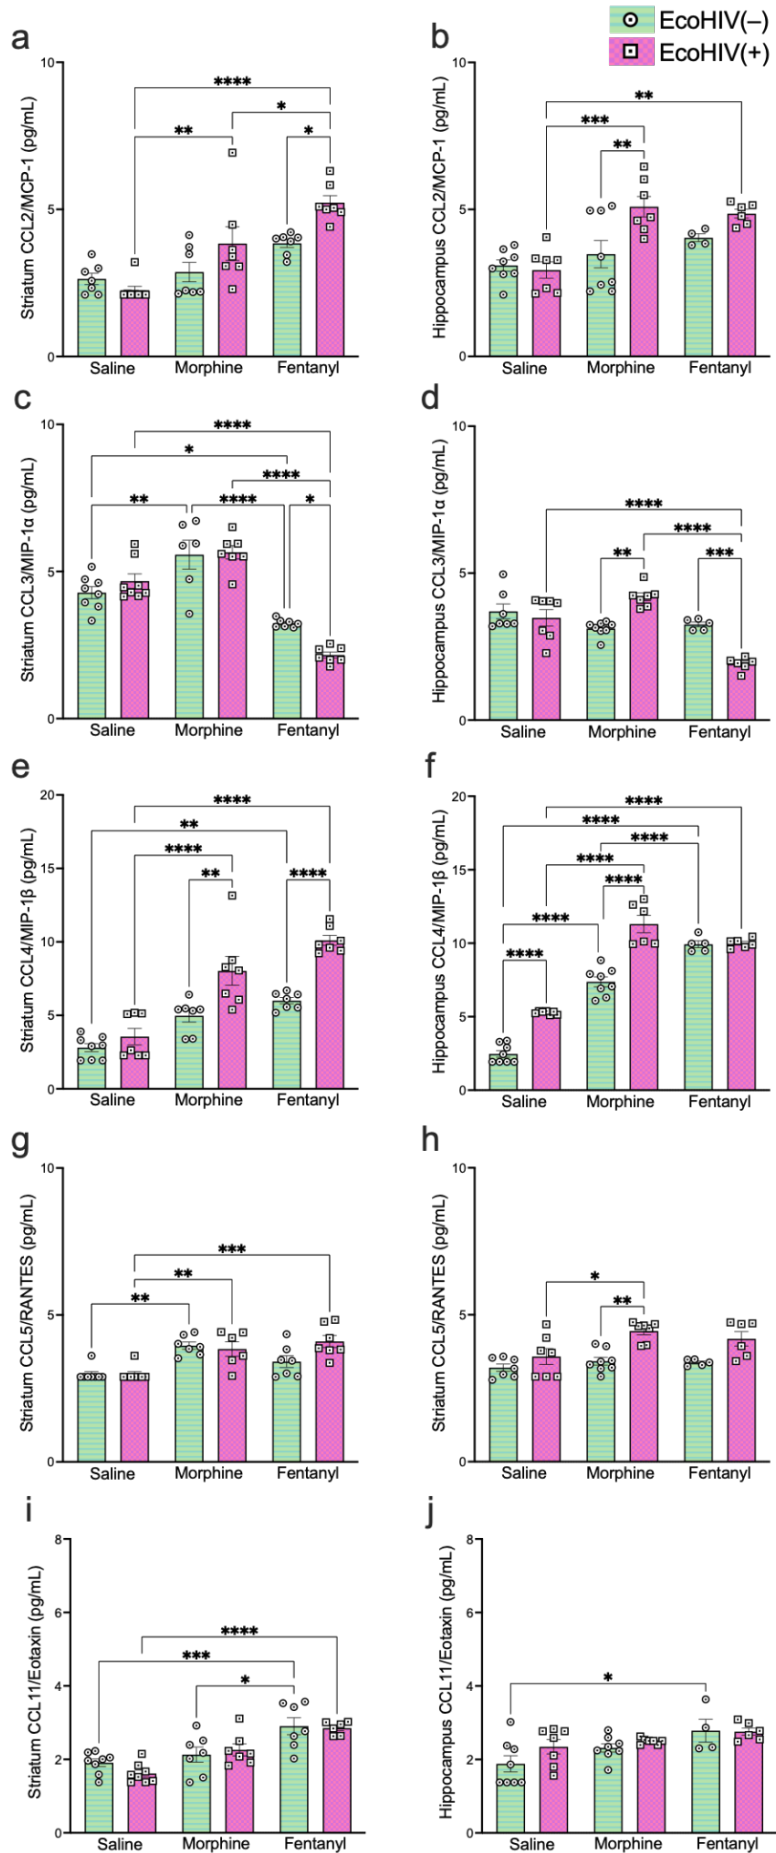 EcoHIV(–)
EcoHIV(+)
a
Striatum CCL2/MCP-1 (pg/mL)
10
5
0
****
*
**
*
Saline Morphine Fentanyl
b
Hippocampus CCL2/MCP-1 (pg/mL)
10
5
0
**
***
**
Saline Morphine Fentanyl
c
Striatum CCL3/MIP-1α (pg/mL)
10
5
0
****
*
****
** **** *
Saline Morphine Fentanyl
d
Hippocampus CCL3/MIP-1α (pg/mL)
10
5
0
****
****
** ***
Saline Morphine Fentanyl
e
Striatum CCL4/MIP-1β (pg/mL)
20
15
10
5
0
****
**
****
** ****
Saline Morphine Fentanyl
f
Hippocampus CCL4/MIP-1β (pg/mL)
20
15
10
5
0
****
****
****
****
****
****
Saline Morphine Fentanyl
g
Striatum CCL5/RANTES (pg/mL)
10
5
0
***
**
**
Saline Morphine Fentanyl
h
Striatum CCL5/RANTES (pg/mL)
10
5
0
*
**
Saline Morphine Fentanyl
i
Striatum CCL11/Eotaxin (pg/mL)
8
6
4
2
0
****
***
*
Saline Morphine Fentanyl
j
Hippocampus CCL11/Eotaxin (pg/mL)
8
6
4
2
0
*
Saline Morphine Fentanyl